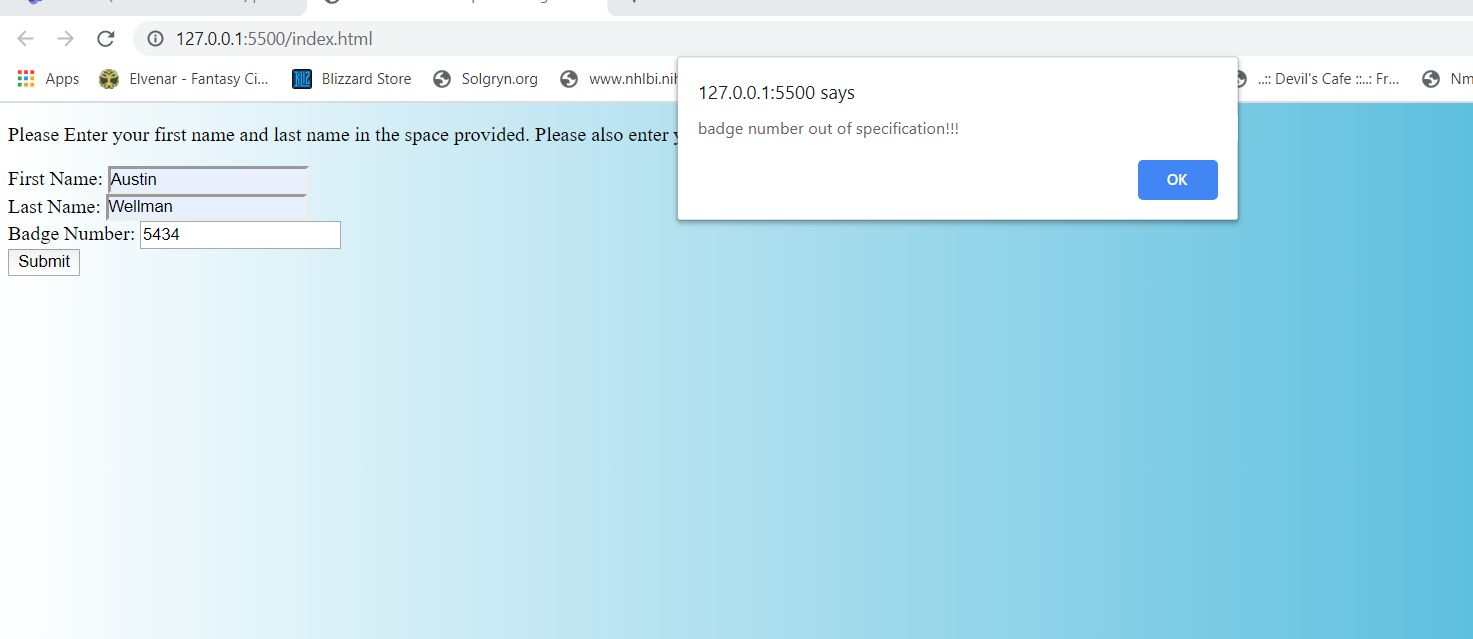 127.0.0.1:5500/index.html
Apps Elvenar - Fantasy Ci... Blizzard Store Solgryn.org www.nhlbi.nih ..:: Devil's Cafe ::..: Fr... Nm
127.0.0.1:5500 says
badge number out of specification!!!
OK
Please Enter your first name and last name in the space provided. Please also enter y
First Name: Austin
Last Name: Wellman
Badge Number: 5434
Submit